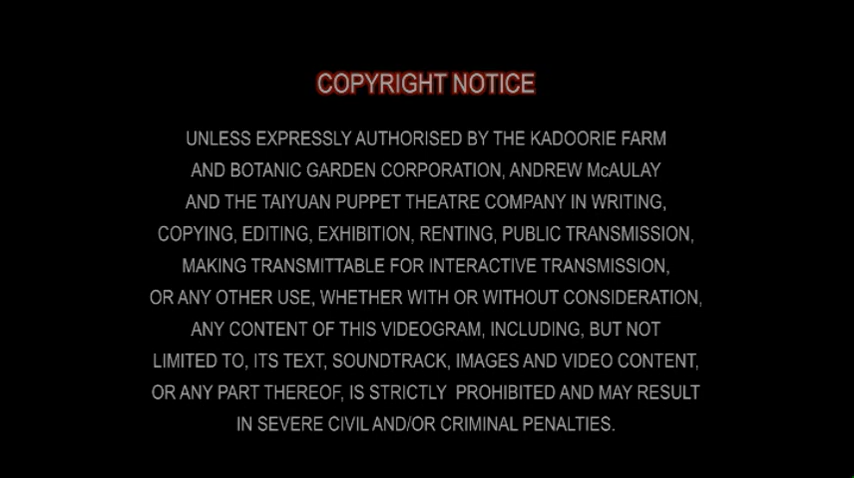 COPYRIGHT NOTICE
UNLESS EXPRESSLY AUTHORISED BY THE KADOORIE FARM
AND BOTANIC GARDEN CORPORATION, ANDREW McAULAY
AND THE TAIYUAN PUPPET THEATRE COMPANY IN WRITING,
COPYING, EDITING, EXHIBITION, RENTING, PUBLIC TRANSMISSION,
MAKING TRANSMITTABLE FOR INTERACTIVE TRANSMISSION,
OR ANY OTHER USE, WHETHER WITH OR WITHOUT CONSIDERATION,
ANY CONTENT OF THIS VIDEOGRAM, INCLUDING, BUT NOT
LIMITED TO, ITS TEXT, SOUNDTRACK, IMAGES AND VIDEO CONTENT,
OR ANY PART THEREOF, IS STRICTLY PROHIBITED AND MAY RESULT
IN SEVERE CIVIL AND/OR CRIMINAL PENALTIES.